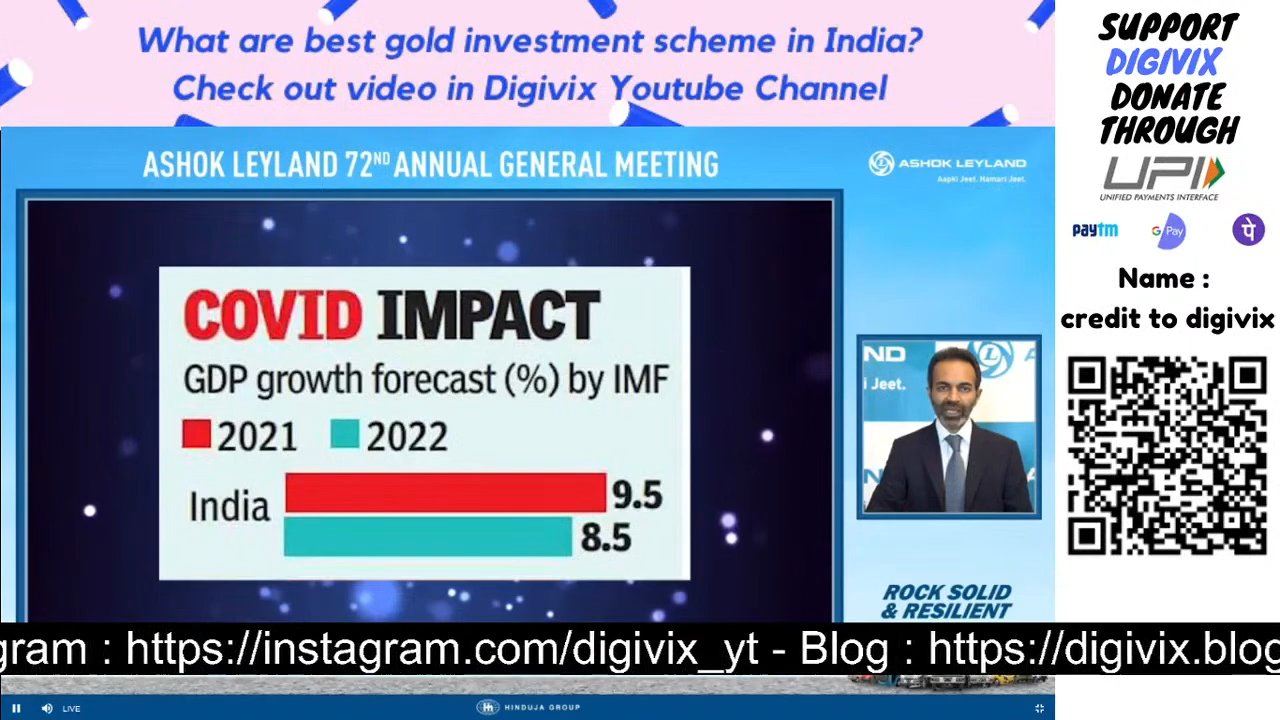 What are best gold investment scheme in India?
Check out video in Digivix Youtube Channel
SUPPORT
DIGIVIX
DONATE
THROUGH
UPI
UNIFIED PAYMENTS INTERFACE
paytm
G Pay
पे
Name :
credit to digivix
ASHOK LEYLAND 72ND ANNUAL GENERAL MEETING
ASHOK LEYLAND
Aapki Jeet. Hamari Jeet.
COVID IMPACT
GDP growth forecast (%) by IMF
2021 2022
India 9.5
8.5
ND
i Jeet.
ROCK SOLID
& RESILIENT
gram : https://instagram.com/digivix_yt - Blog : https://digivix.blog
LIVE
HINDUJA GROUP